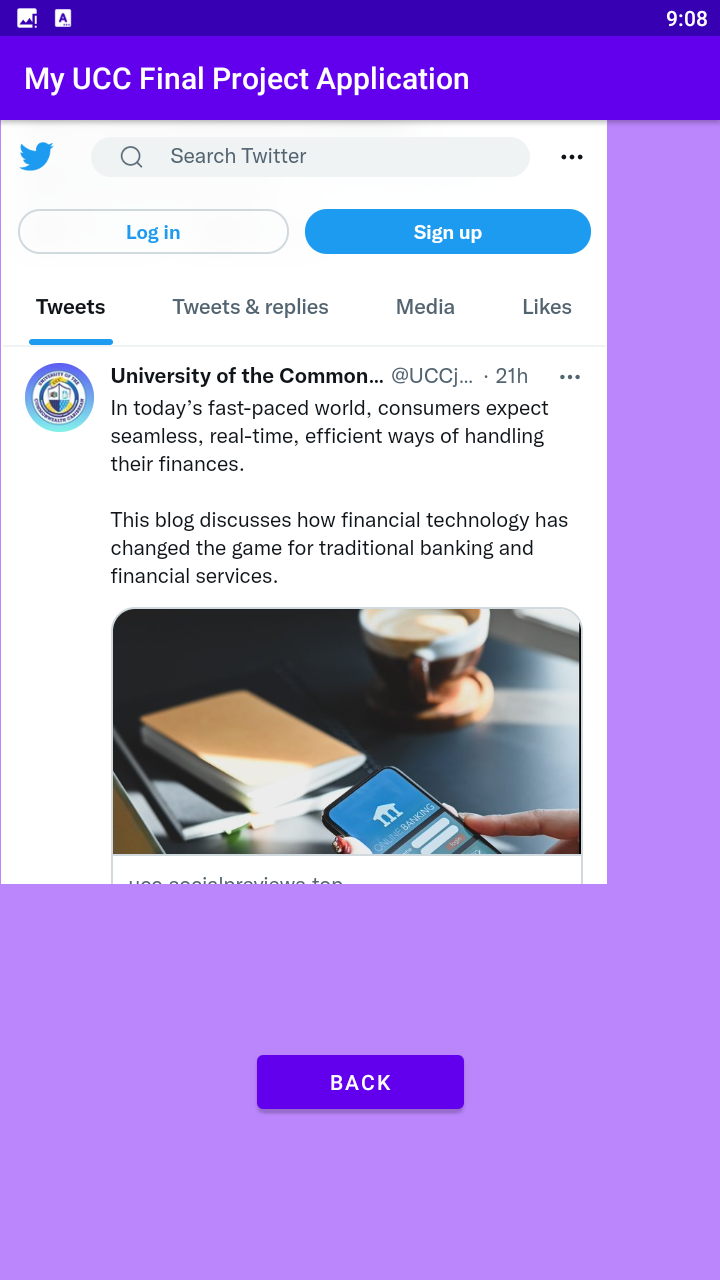 9:08
My UCC Final Project Application
Search Twitter
Log in
Sign up
Tweets
Tweets & replies
Media
Likes
University of the Common... @UCCj... · 21h
In today’s fast-paced world, consumers expect
seamless, real-time, efficient ways of handling
their finances.
This blog discusses how financial technology has
changed the game for traditional banking and
financial services.
ONLINE BANKING
login
BACK